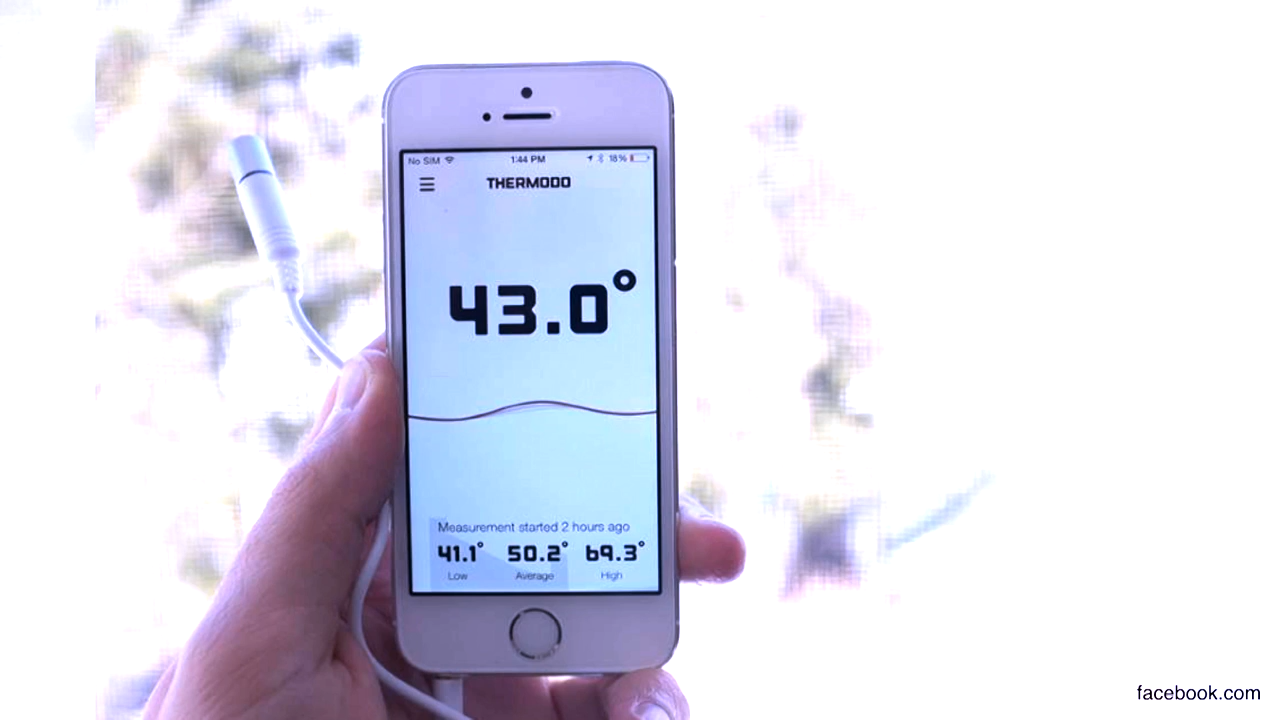 No SIM 1:44 PM 18%
THERMODO
43.0°
Measurement started 2 hours ago
41.1° 50.2° 69.3°
Low Average High
facebook.com